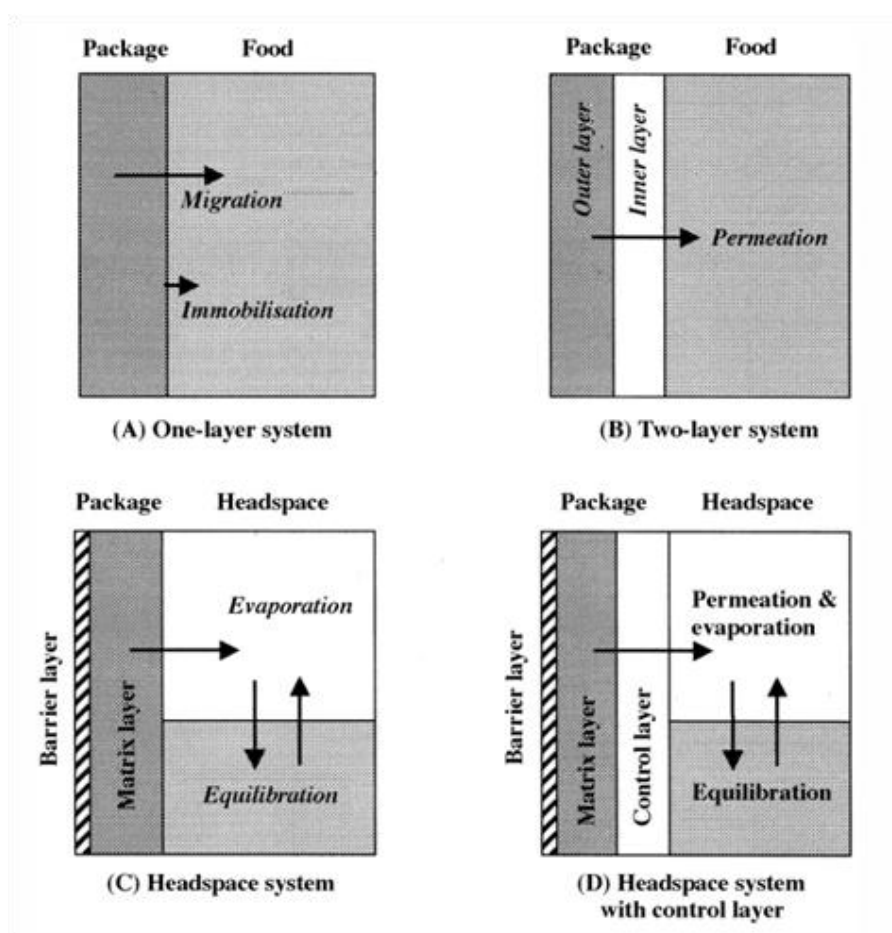 Package Food
Outer layer
Inner layer
Migration
Immobilisation
(A) One-layer system
Package Food
Permeation
(B) Two-layer system
Package Headspace
Barrier layer
Matrix layer
Evaporation
Equilibration
(C) Headspace system
Package Headspace
Barrier layer
Matrix layer
Control layer
Permeation &
evaporation
Equilibration
(D) Headspace system
with control layer